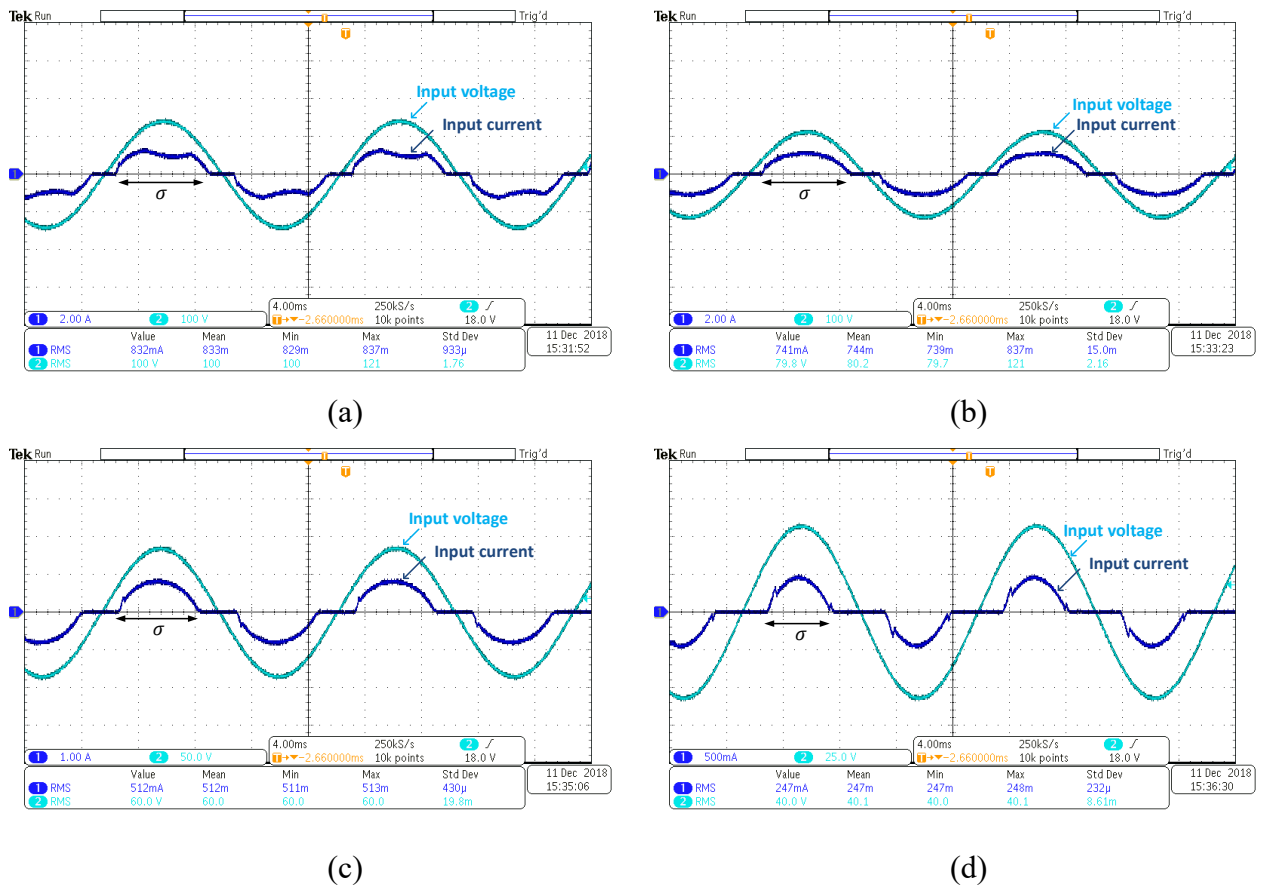 Tek Run Trig'd
T
T
Input voltage
Input current
1
σ
1 2.00 A 2 100 V
4.00ms 250kS/s 2
T→▼−2.660000ms 10k points 18.0 V
Value Mean Min Max Std Dev
1 RMS 832mA 833m 829m 837m 933µ
2 RMS 100 V 100 100 121 1.76
11 Dec 2018
15:31:52
(a)
Tek Run Trig'd
T
T
Input voltage
Input current
1
σ
1 2.00 A 2 100 V
4.00ms 250kS/s 2
T→▼−2.660000ms 10k points 18.0 V
Value Mean Min Max Std Dev
1 RMS 741mA 744m 739m 837m 15.0m
2 RMS 79.8 V 80.2 79.7 121 2.16
11 Dec 2018
15:33:23
(b)
Tek Run Trig'd
T
T
Input voltage
Input current
1
σ
1 1.00 A 2 50.0 V
4.00ms 250kS/s 2
T→▼−2.660000ms 10k points 18.0 V
Value Mean Min Max Std Dev
1 RMS 512mA 512m 511m 513m 430µ
2 RMS 60.0 V 60.0 60.0 60.0 19.8m
11 Dec 2018
15:35:06
(c)
Tek Run Trig'd
T
T
Input voltage
Input current
1
σ
1 500mA 2 25.0 V
4.00ms 250kS/s 2
T→▼−2.660000ms 10k points 18.0 V
Value Mean Min Max Std Dev
1 RMS 247mA 247m 247m 248m 232µ
2 RMS 40.0 V 40.1 40.0 40.1 8.61m
11 Dec 2018
15:36:30
(d)